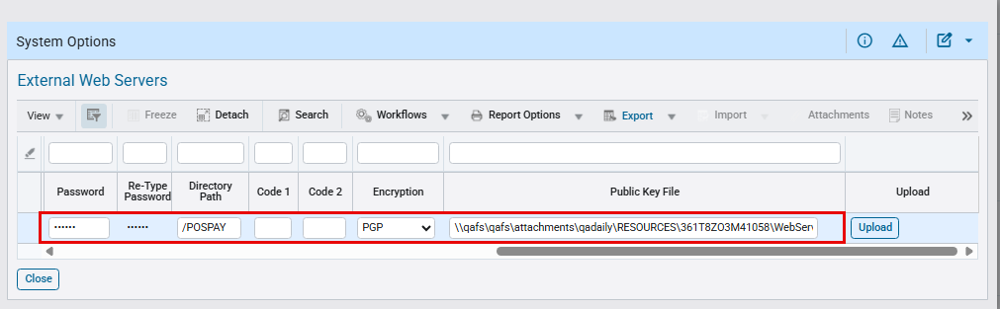 System Options
External Web Servers
View Freeze Detach Search Workflows Report Options Export Import Attachments Notes
Password Re-Type Password Directory Path Code 1 Code 2 Encryption Public Key File Upload
•••••• •••••• /POSPAY PGP \\qafs\qafs\attachments\qadaily\RESOURCES\361T8ZO3M41058\WebServ Upload
Close